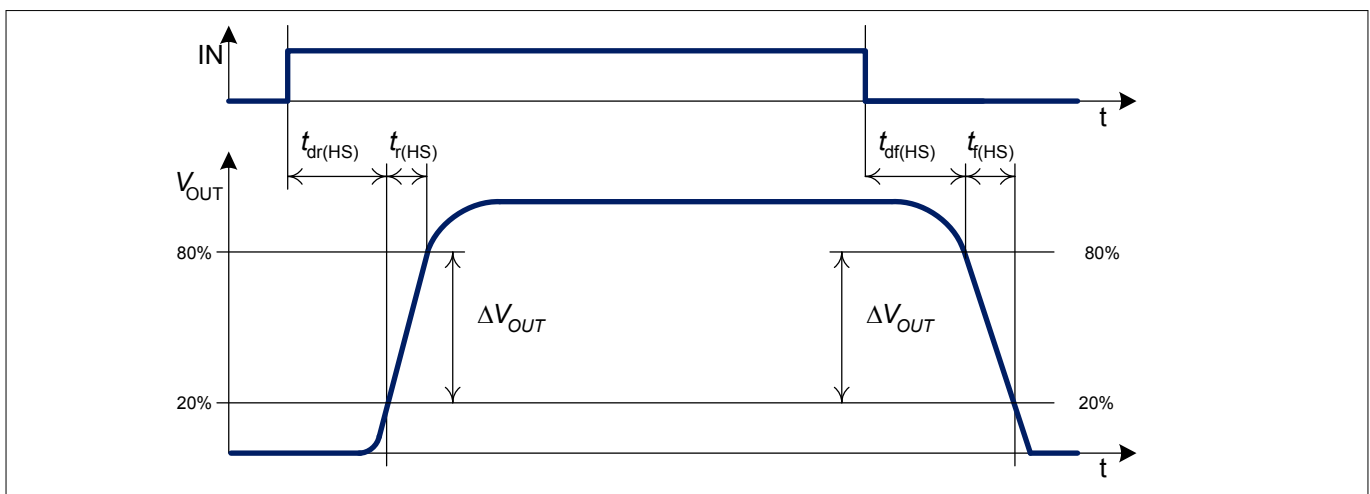 IN
t
tdr(HS) tr(HS) tdf(HS) tf(HS)
VOUT
80% 80%
ΔVOUT ΔVOUT
20% 20%
t